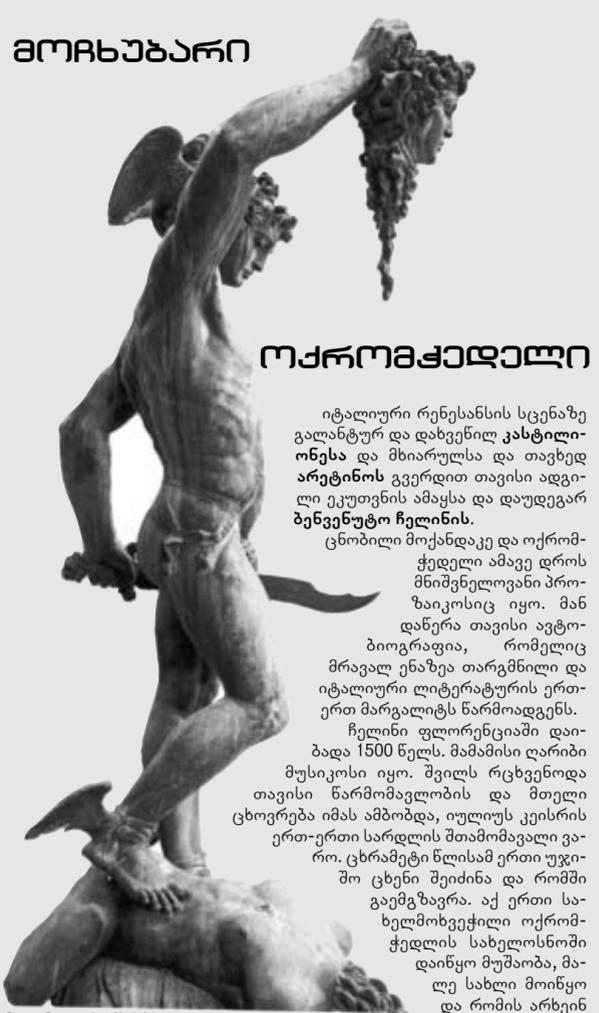 მოჩხუბარი
ოქრომჭედელი
იტალიური რენესანსის სცენაზე
გალანტურ და დახვეწილ კასტილი-
ონესა და მხიარულსა და თავხედ
არეტინოს გვერდით თავისი ადგი-
ლი ეკუთვნის ამაყსა და დაუდეგარ
ბენვენუტო ჩელინის.
ცნობილი მოქანდაკე და ოქრომ-
ჭედელი ამავე დროს
მნიშვნელოვანი პრო-
ზაიკოსიც იყო. მან
დაწერა თავისი ავტო-
ბიოგრაფია, რომელიც
მრავალ ენაზეა თარგმნილი და
იტალიური ლიტერატურის ერთ-
ერთ მარგალიტს წარმოადგენს.
ჩელინი ფლორენციაში დაი-
ბადა 1500 წელს. მამამისი ღარიბი
მუსიკოსი იყო. შვილს რცხვენოდა
თავისი წარმომავლობის და მთელი
ცხოვრება იმას ამბობდა, იულიუს კეისრის
ერთ-ერთი სარდლის შთამომავალი ვა-
რო. ცხრამეტი წლისამ ერთი უჯი-
შო ცხენი შეიძინა და რომში
გაემგზავრა. აქ ერთი სა-
ხელმოხვეჭილი ოქრომ-
ჭედლის სახელოსნოში
დაიწყო მუშაობა, მა-
ლე სახლი მოიწყო
და რომის არხეინ